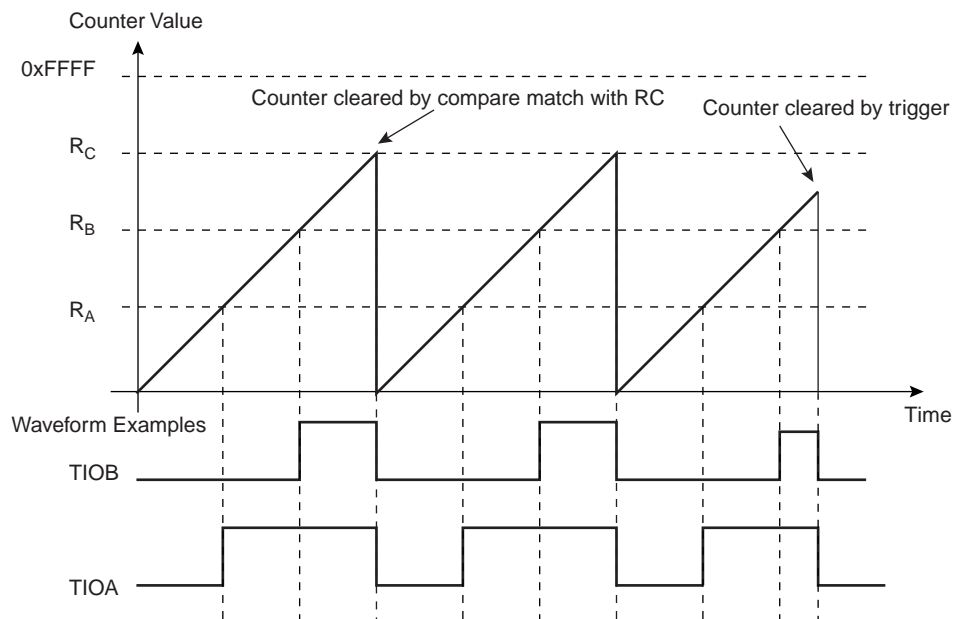 Counter Value
0xFFFF
Counter cleared by compare match with RC
Counter cleared by trigger
RC
RB
RA
Time
Waveform Examples
TIOB
TIOA